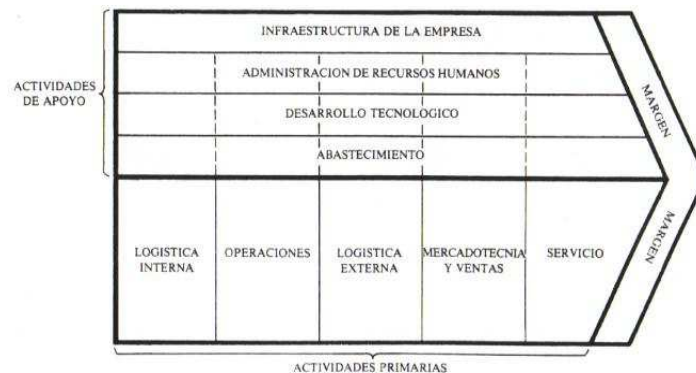 INFRAESTRUCTURA DE LA EMPRESA
ACTIVIDADES
DE APOYO
ADMINISTRACION DE RECURSOS HUMANOS
DESARROLLO TECNOLOGICO
ABASTECIMIENTO
MARGEN
LOGISTICA
INTERNA
OPERACIONES
LOGISTICA
EXTERNA
MERCADOTECNIA
Y VENTAS
SERVICIO
MARGEN
ACTIVIDADES PRIMARIAS